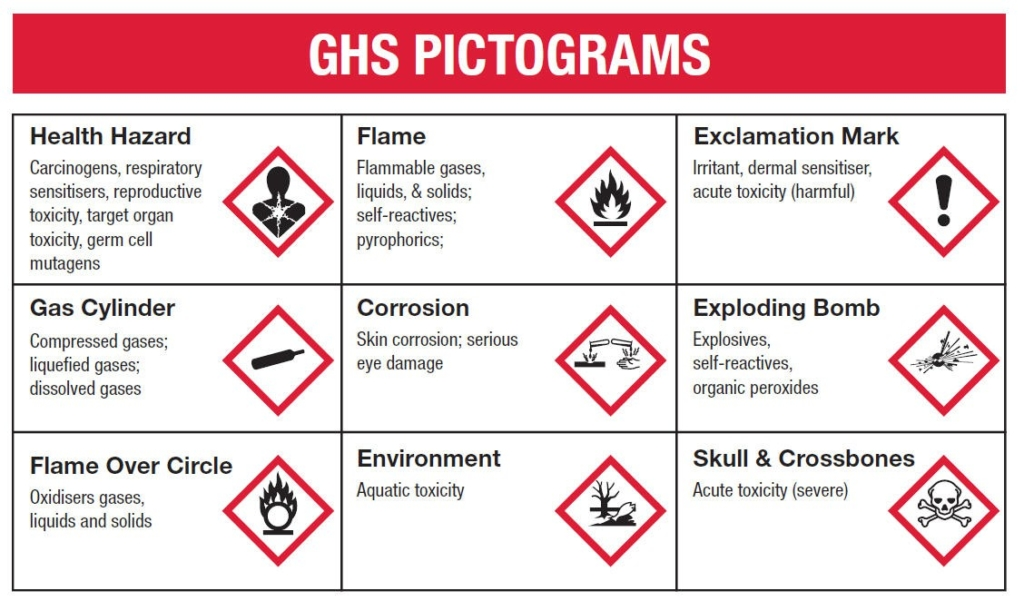 GHS PICTOGRAMS
Health Hazard
Carcinogens, respiratory
sensitisers, reproductive
toxicity, target organ
toxicity, germ cell
mutagens
Flame
Flammable gases,
liquids, & solids;
self-reactives;
pyrophorics;
Exclamation Mark
Irritant, dermal sensitiser,
acute toxicity (harmful)
Gas Cylinder
Compressed gases;
liquefied gases;
dissolved gases
Corrosion
Skin corrosion; serious
eye damage
Exploding Bomb
Explosives,
self-reactives,
organic peroxides
Flame Over Circle
Oxidisers gases,
liquids and solids
Environment
Aquatic toxicity
Skull & Crossbones
Acute toxicity (severe)